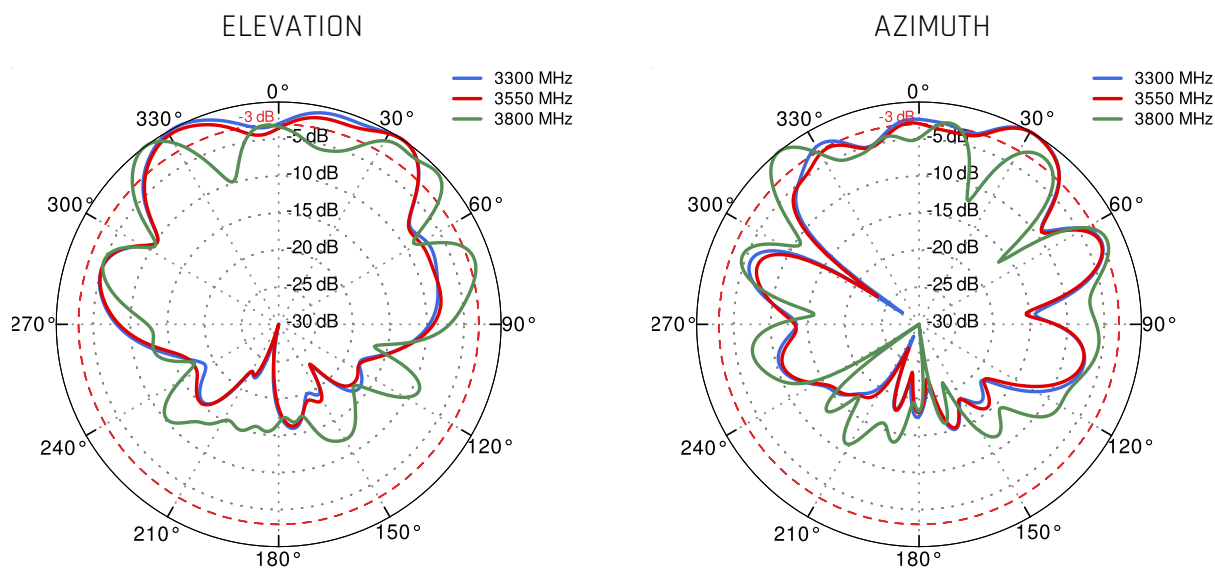 ELEVATION
3300 MHz
3550 MHz
3800 MHz
0°
330°
-3 dB
30°
-5 dB
-10 dB
300°
60°
-15 dB
-20 dB
-25 dB
270°
-30 dB
90°
240°
120°
210°
150°
180°
AZIMUTH
3300 MHz
3550 MHz
3800 MHz
0°
330°
-3 dB
30°
-5dB
-10 dB
300°
60°
-15 dB
-20 dB
-25 dB
270°
-30 dB
90°
240°
120°
210°
150°
180°